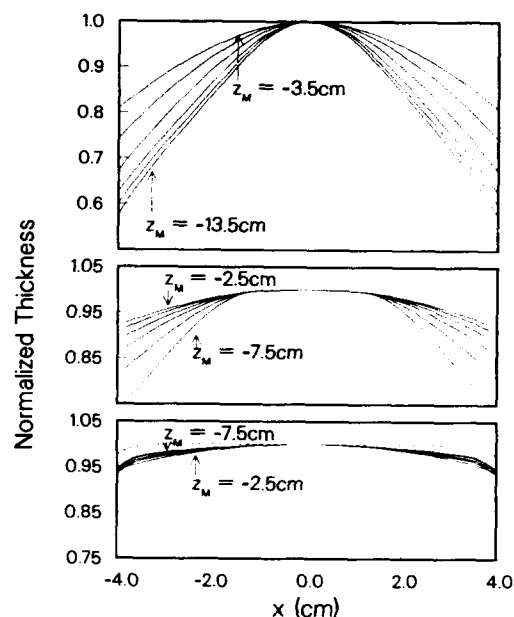 1.0
0.9
z_M = -3.5cm
0.8
0.7
0.6
z_M = -13.5cm
Normalized Thickness
1.05
z_M = -2.5cm
0.95
z_M = -7.5cm
0.85
1.05
z_M = -7.5cm
0.95
z_M = -2.5cm
0.85
0.75
-4.0 -2.0 0.0 2.0 4.0
x (cm)